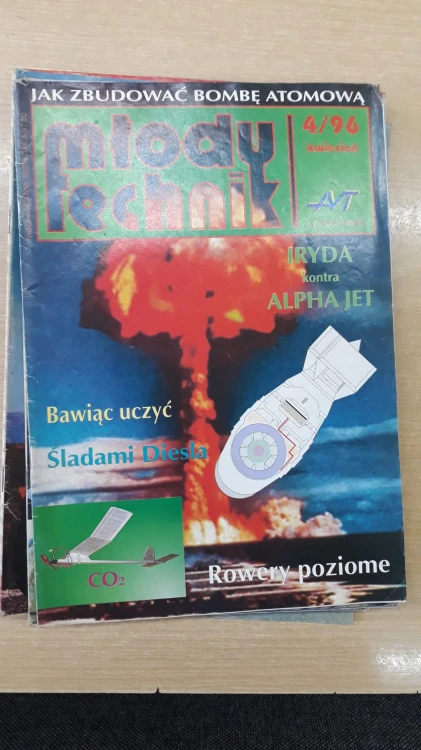 JAK ZBUDOWAĆ BOMBĘ ATOMOWĄ
młody
technik
4/96
kwiecień
AVT
IRYDA
kontra
ALPHA JET
Bawiąc uczyć
Śladami Diesla
CO₂
Rowery poziome